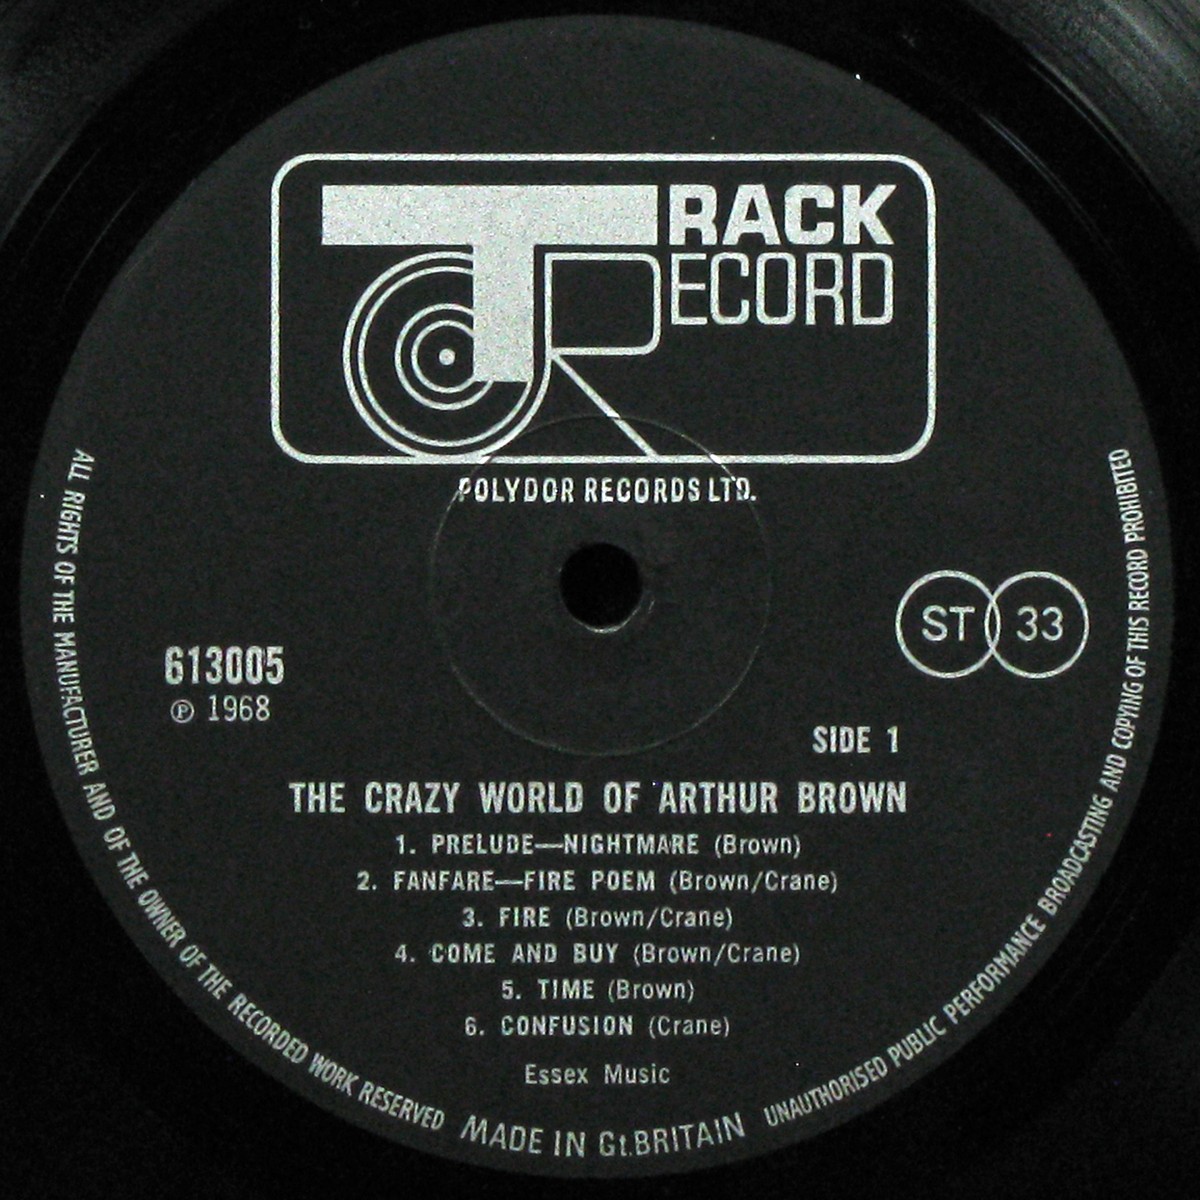 TRACK
RECORD
POLYDOR RECORDS LTD.
ST 33
613005
℗ 1968
SIDE 1
THE CRAZY WORLD OF ARTHUR BROWN
1. PRELUDE—NIGHTMARE (Brown)
2. FANFARE—FIRE POEM (Brown/Crane)
3. FIRE (Brown/Crane)
4. COME AND BUY (Brown/Crane)
5. TIME (Brown)
6. CONFUSION (Crane)
Essex Music
ALL RIGHTS OF THE MANUFACTURER AND OF THE OWNER OF THE RECORDED WORK RESERVED
MADE IN Gt.BRITAIN
UNAUTHORISED PUBLIC PERFORMANCE BROADCASTING AND COPYING OF THIS RECORD PROHIBITED